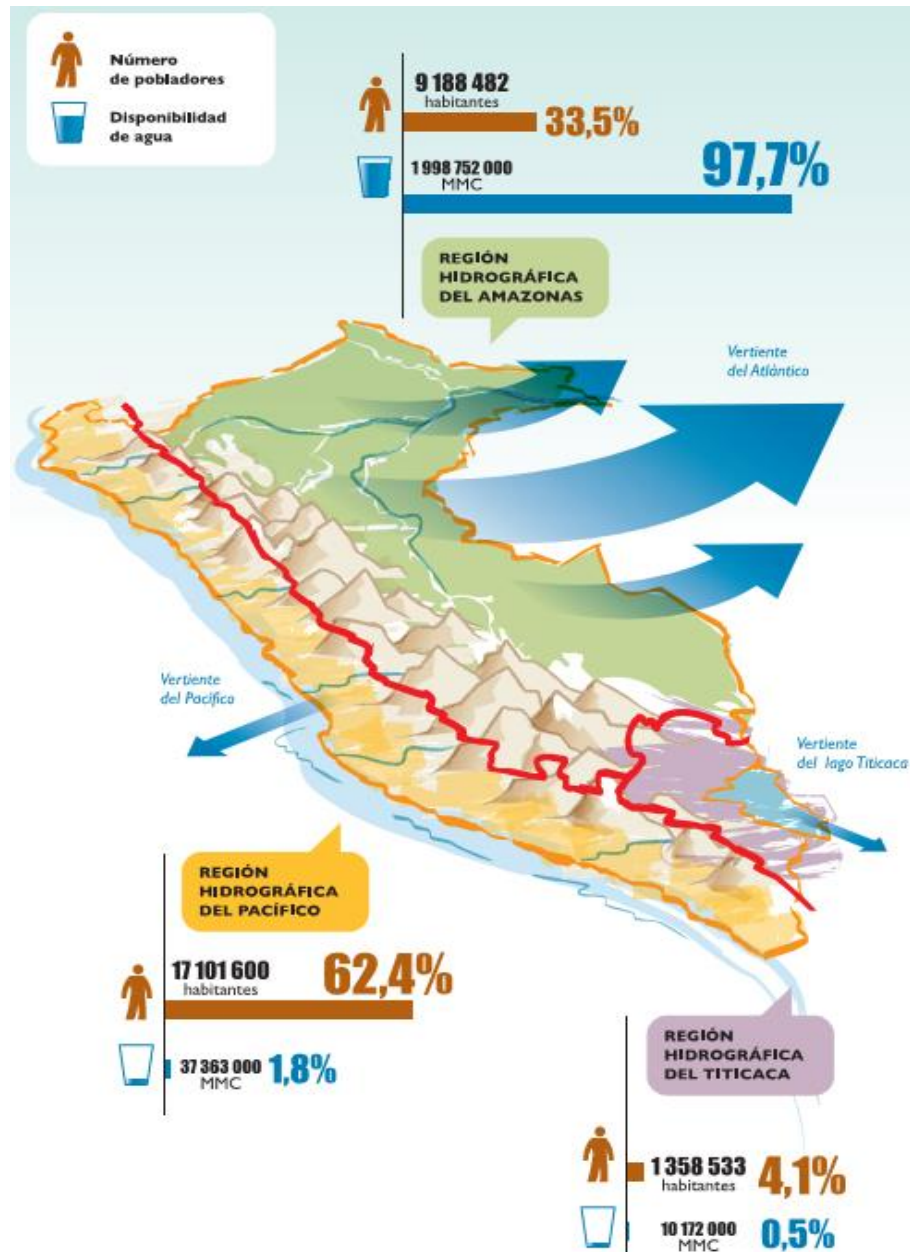 Número
de pobladores
Disponibilidad
de agua
9 188 482
habitantes
33,5%
1 998 752 000
MMC
97,7%
REGIÓN
HIDROGRÁFICA
DEL AMAZONAS
Vertiente
del Atlántico
Vertiente
del Pacífico
Vertiente
del lago Titicaca
REGIÓN
HIDROGRÁFICA
DEL PACÍFICO
17 101 600
habitantes
62,4%
37 363 000
MMC
1,8%
REGIÓN
HIDROGRÁFICA
DEL TITICACA
1 358 533
habitantes
4,1%
10 172 000
MMC
0,5%